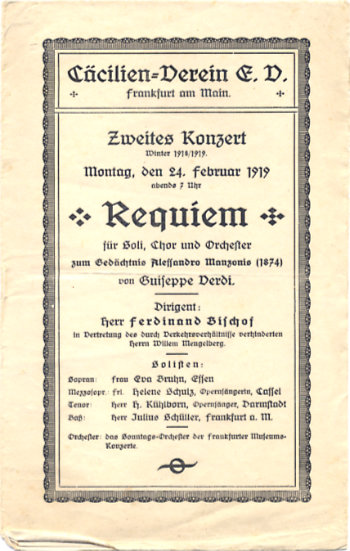 Cäcilien-Verein E. V.
Frankfurt am Main.
Zweites Konzert
Winter 1918/1919.
Montag, den 24. Februar 1919
abends 7 Uhr
Requiem
für Soli, Chor und Orchester
zum Gedächtnis Alessandro Manzonis (1874)
von Guiseppe Verdi.
Dirigent:
Herr Ferdinand Bischof
in Vertretung des durch Verkehrsverhältnisse verhinderten
Herrn Willem Mengelberg.
Solisten:
Sopran: Frau Eva Bruhn, Essen
Mezzosopr.: Frl. Helene Schulz, Opernsängerin, Cassel
Tenor: Herr H. Kühlborn, Opernsänger, Darmstadt
Baß: Herr Julius Schüller, Frankfurt a. M.
Orchester: das Sonntags-Orchester der Frankfurter Museums-
Konzerte.